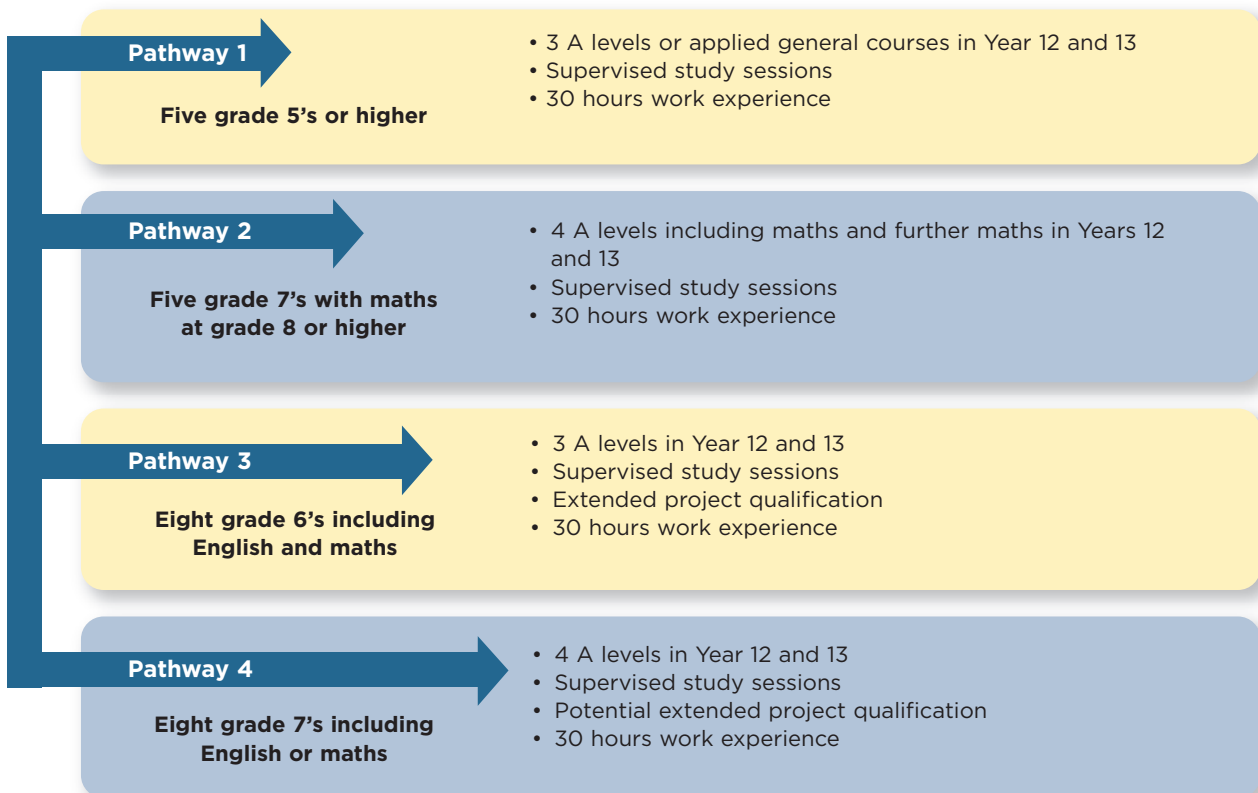 Pathway 1
Five grade 5’s or higher
• 3 A levels or applied general courses in Year 12 and 13
• Supervised study sessions
• 30 hours work experience
Pathway 2
Five grade 7’s with maths
at grade 8 or higher
• 4 A levels including maths and further maths in Years 12
and 13
• Supervised study sessions
• 30 hours work experience
Pathway 3
Eight grade 6’s including
English and maths
• 3 A levels in Year 12 and 13
• Supervised study sessions
• Extended project qualification
• 30 hours work experience
Pathway 4
Eight grade 7’s including
English or maths
• 4 A levels in Year 12 and 13
• Supervised study sessions
• Potential extended project qualification
• 30 hours work experience